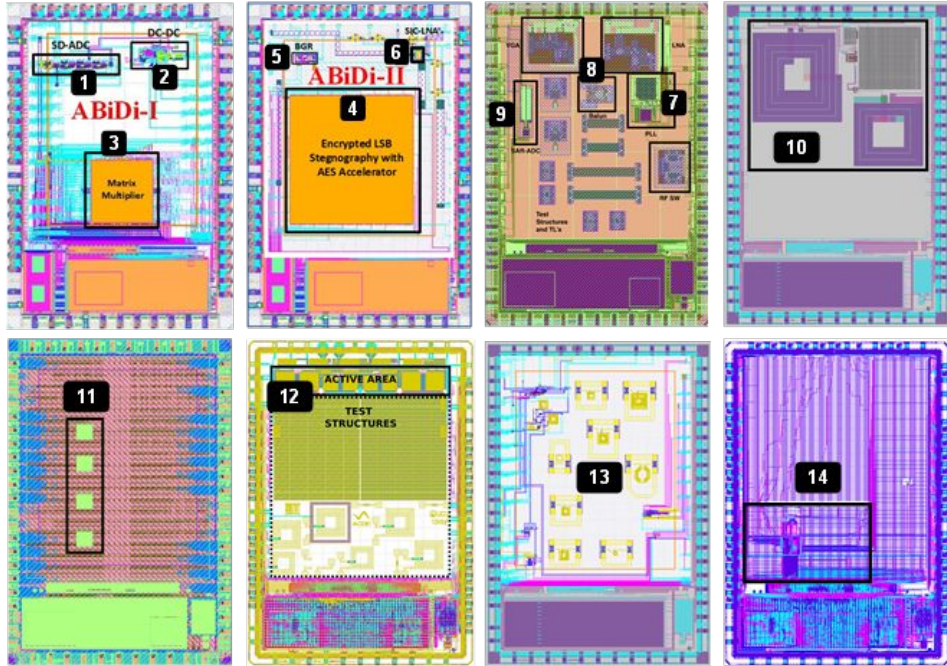 SD-ADC
DC-DC
1
2
ABiDi-I
3
Matrix
Multiplier
SiC-LNA
5
BGR
6
ABiDi-II
4
Encrypted LSB
Stegnography with
AES Accelerator
VGA
LNA
8
9
7
Balun
PLL
SAR-ADC
RF SW
Test
Structures
and TL's
10
11
12
ACTIVE AREA
TEST
STRUCTURES
13
14